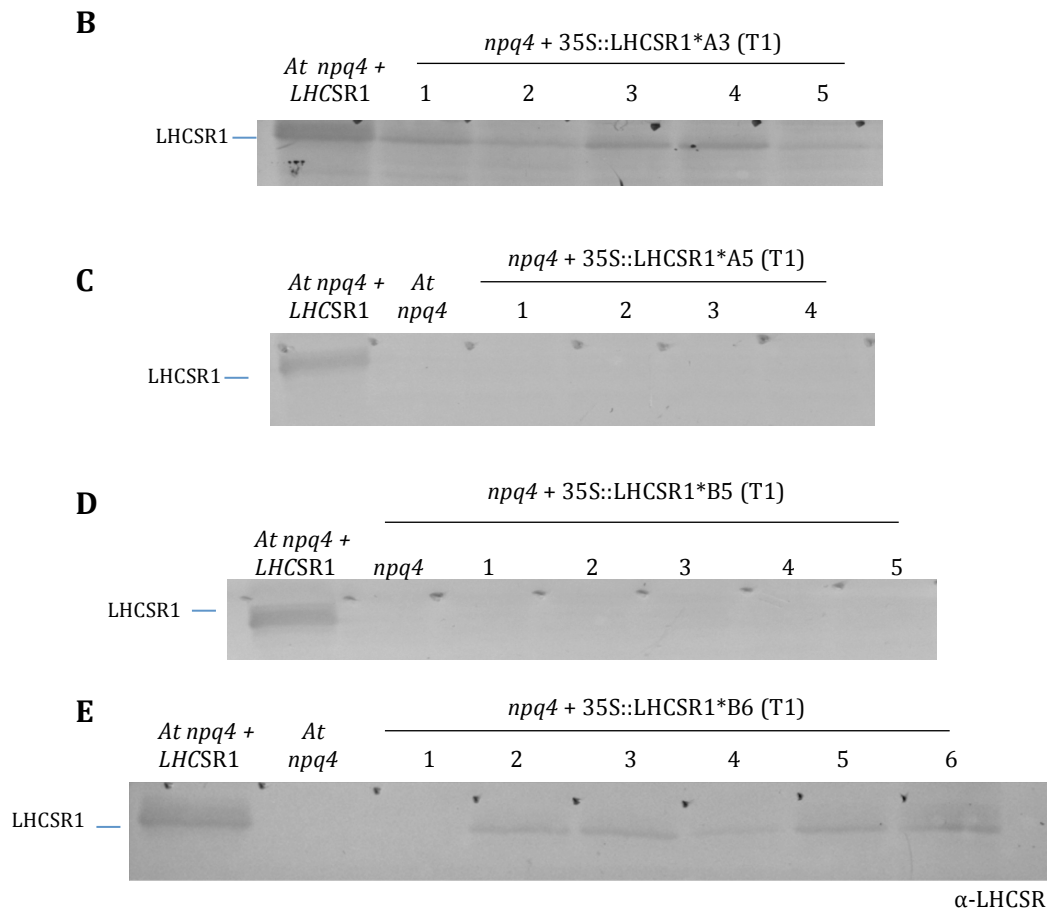 B
npq4 + 35S::LHCSR1*A3 (T1)
At npq4 +
LHCSR1
1 2 3 4 5
LHCSR1
C
npq4 + 35S::LHCSR1*A5 (T1)
At npq4 + At
LHCSR1 npq4 1 2 3 4
LHCSR1
D
npq4 + 35S::LHCSR1*B5 (T1)
At npq4 +
LHCSR1 npq4 1 2 3 4 5
LHCSR1
E
npq4 + 35S::LHCSR1*B6 (T1)
At npq4 + At
LHCSR1 npq4 1 2 3 4 5 6
LHCSR1
α-LHCSR